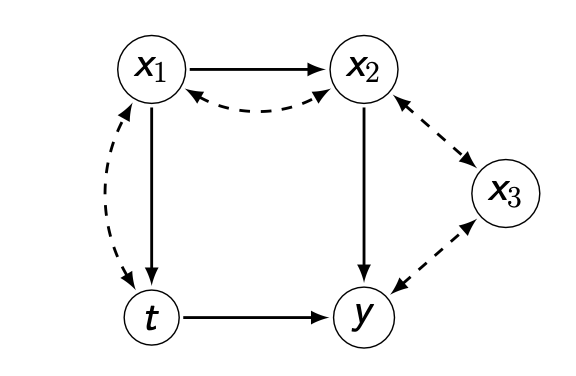 x₁ x₂
x₃
t y